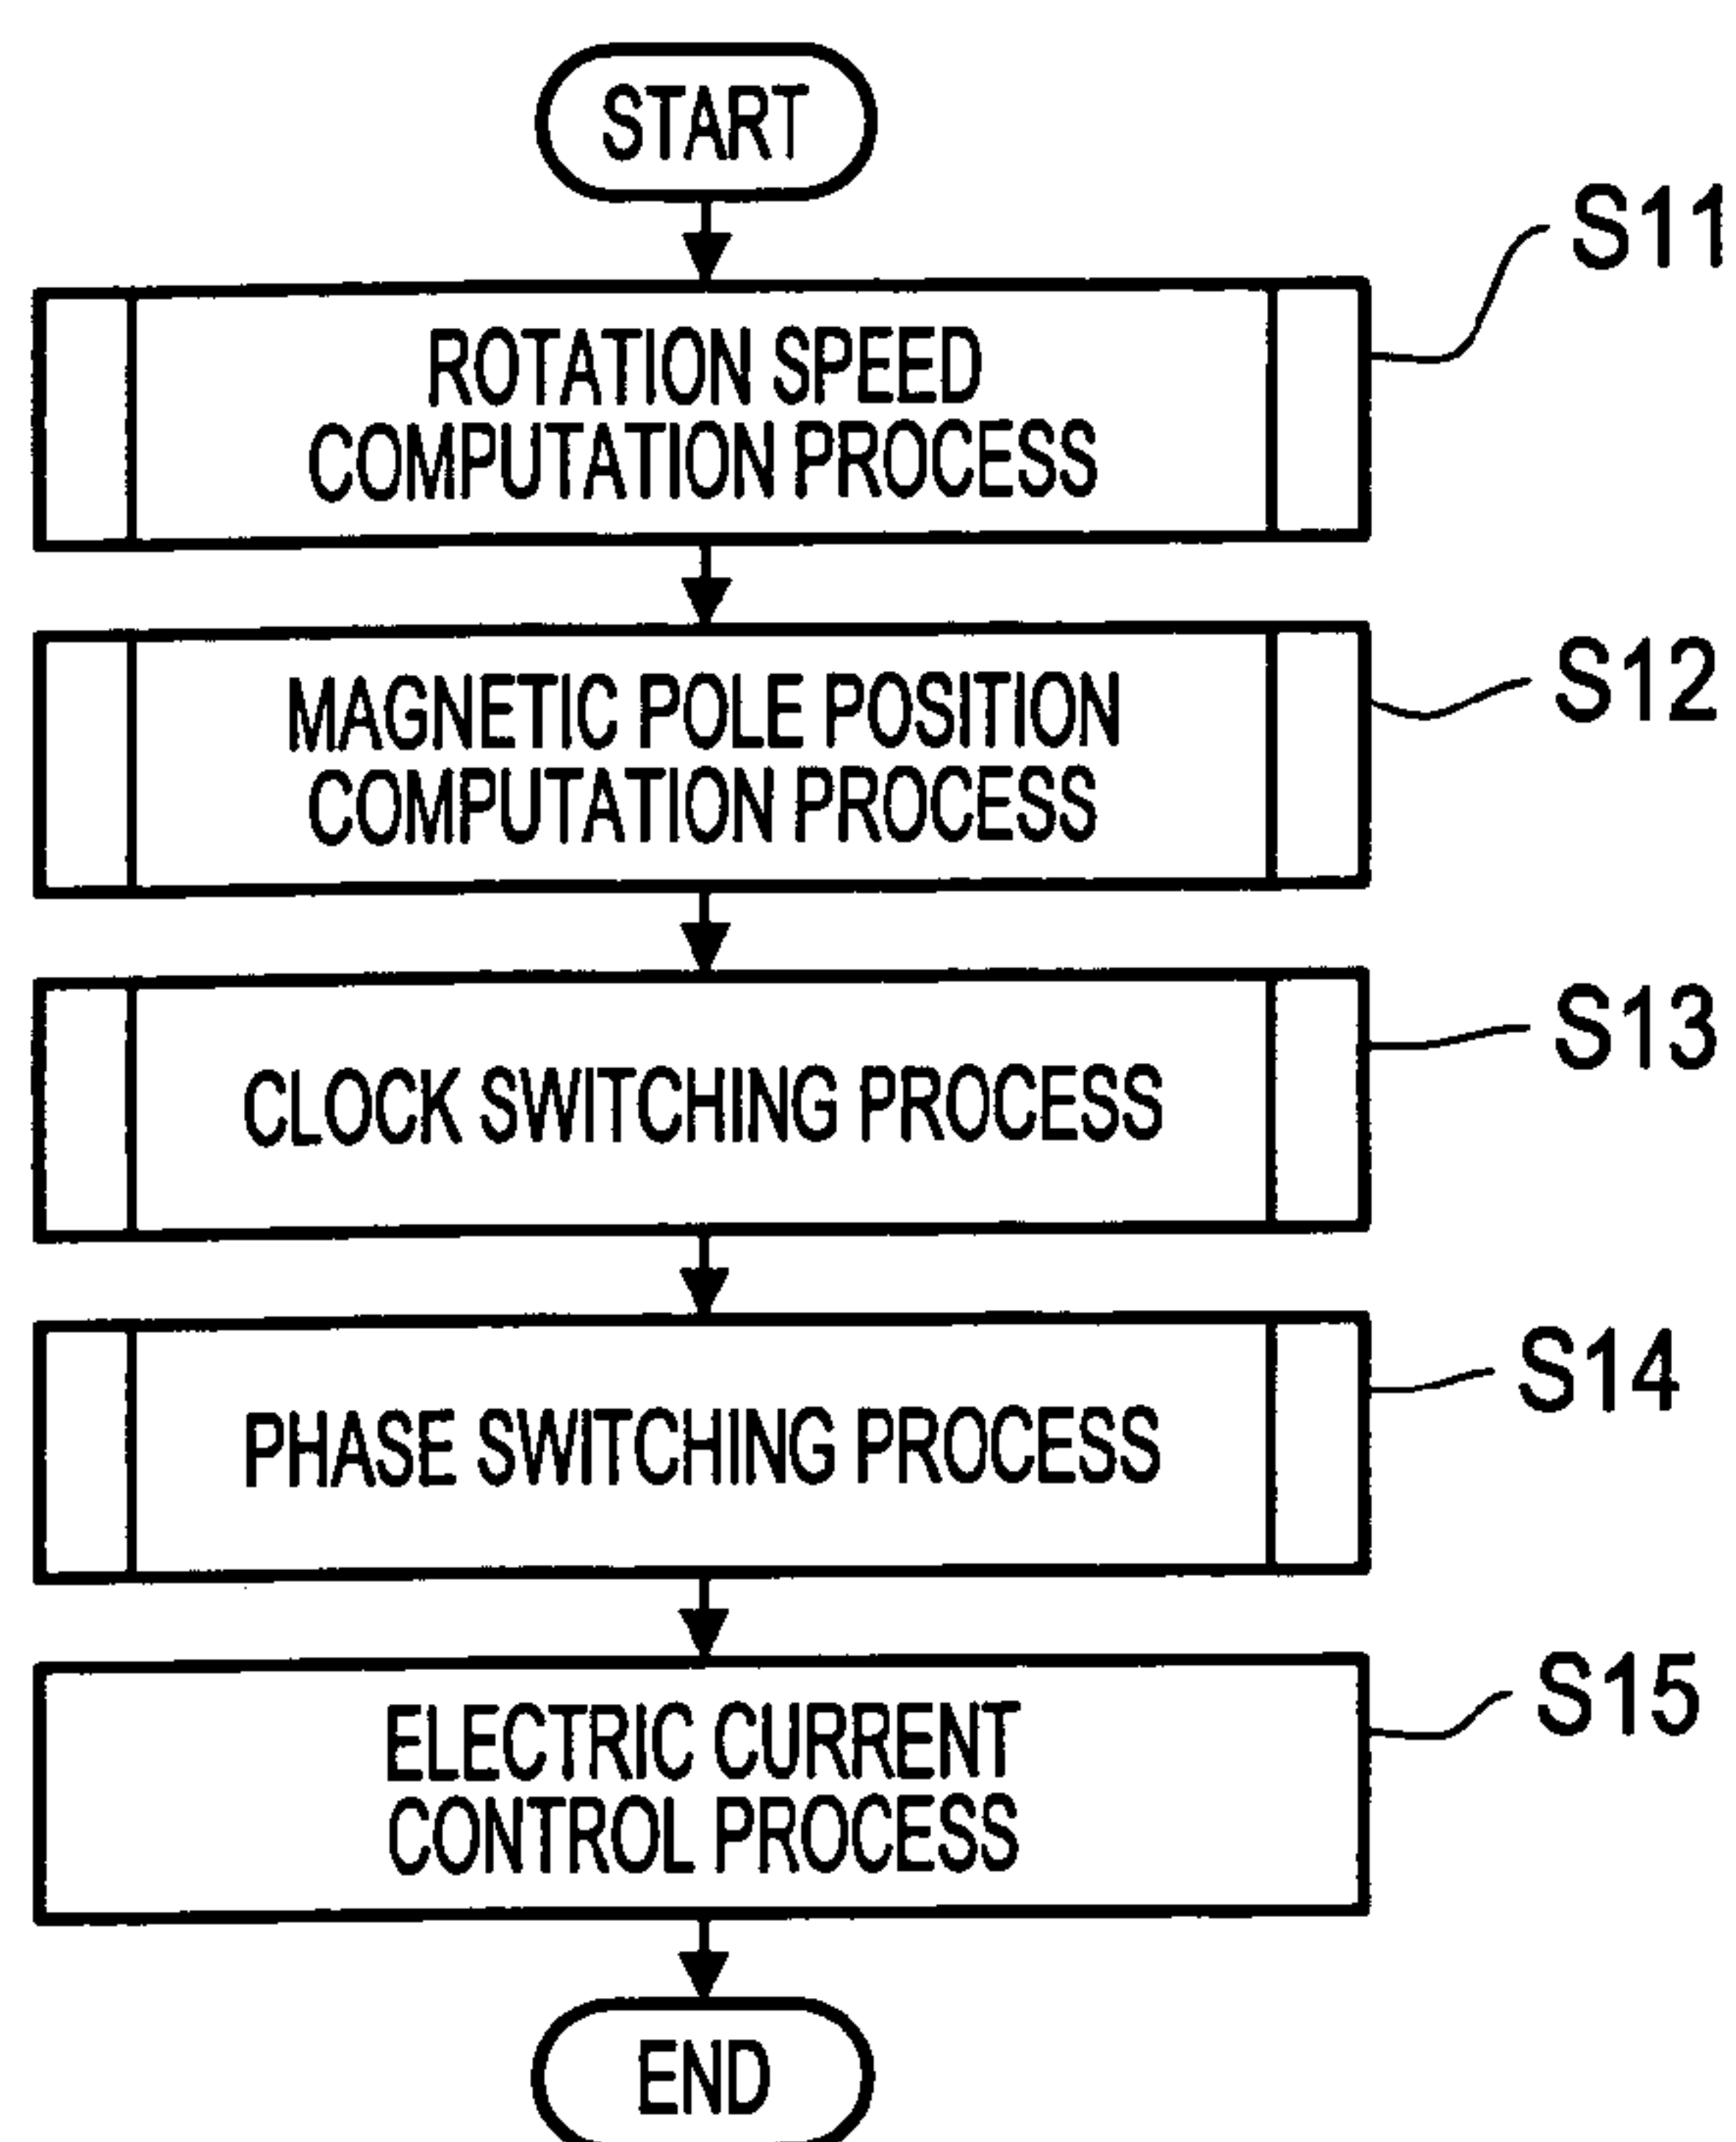 START
S11
ROTATION SPEED
COMPUTATION PROCESS
S12
MAGNETIC POLE POSITION
COMPUTATION PROCESS
S13
CLOCK SWITCHING PROCESS
S14
PHASE SWITCHING PROCESS
S15
ELECTRIC CURRENT
CONTROL PROCESS
END